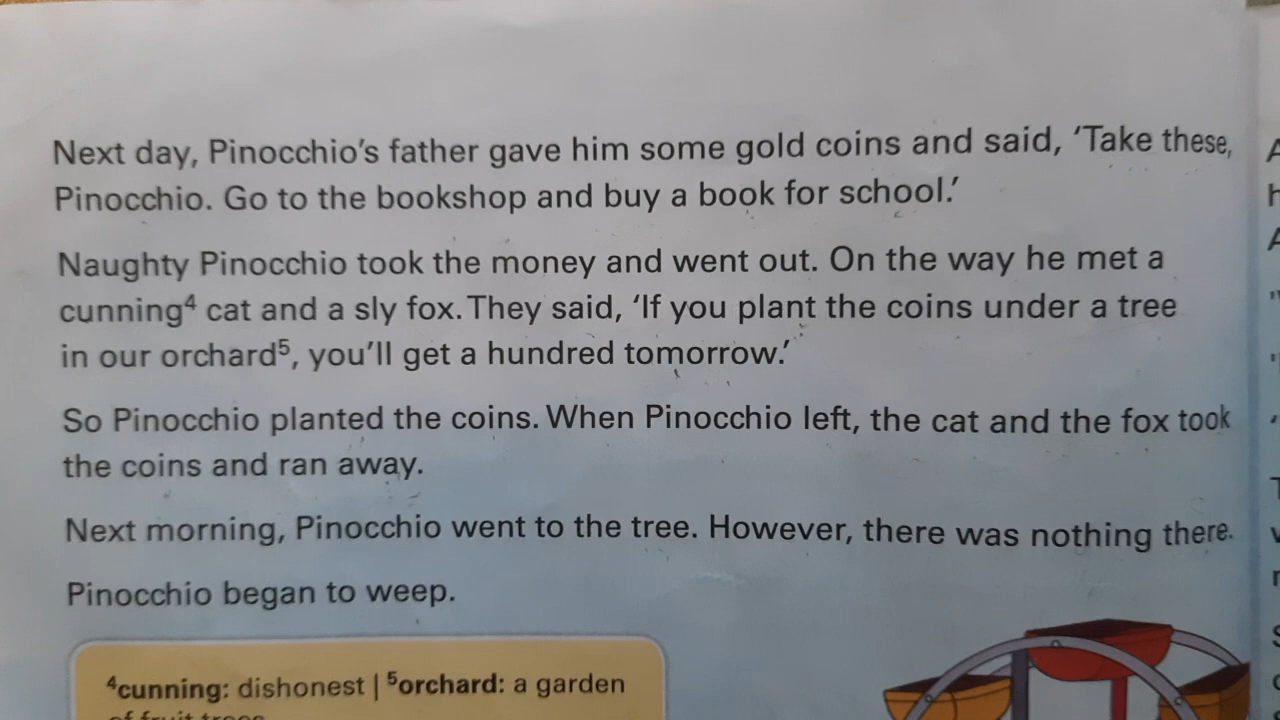 Next day, Pinocchio's father gave him some gold coins and said, ‘Take these,
Pinocchio. Go to the bookshop and buy a book for school.’
Naughty Pinocchio took the money and went out. On the way he met a
cunning⁴ cat and a sly fox. They said, ‘If you plant the coins under a tree
in our orchard⁵, you'll get a hundred tomorrow.’
So Pinocchio planted the coins. When Pinocchio left, the cat and the fox took
the coins and ran away.
Next morning, Pinocchio went to the tree. However, there was nothing there.
Pinocchio began to weep.
⁴cunning: dishonest | ⁵orchard: a garden
of fruit trees